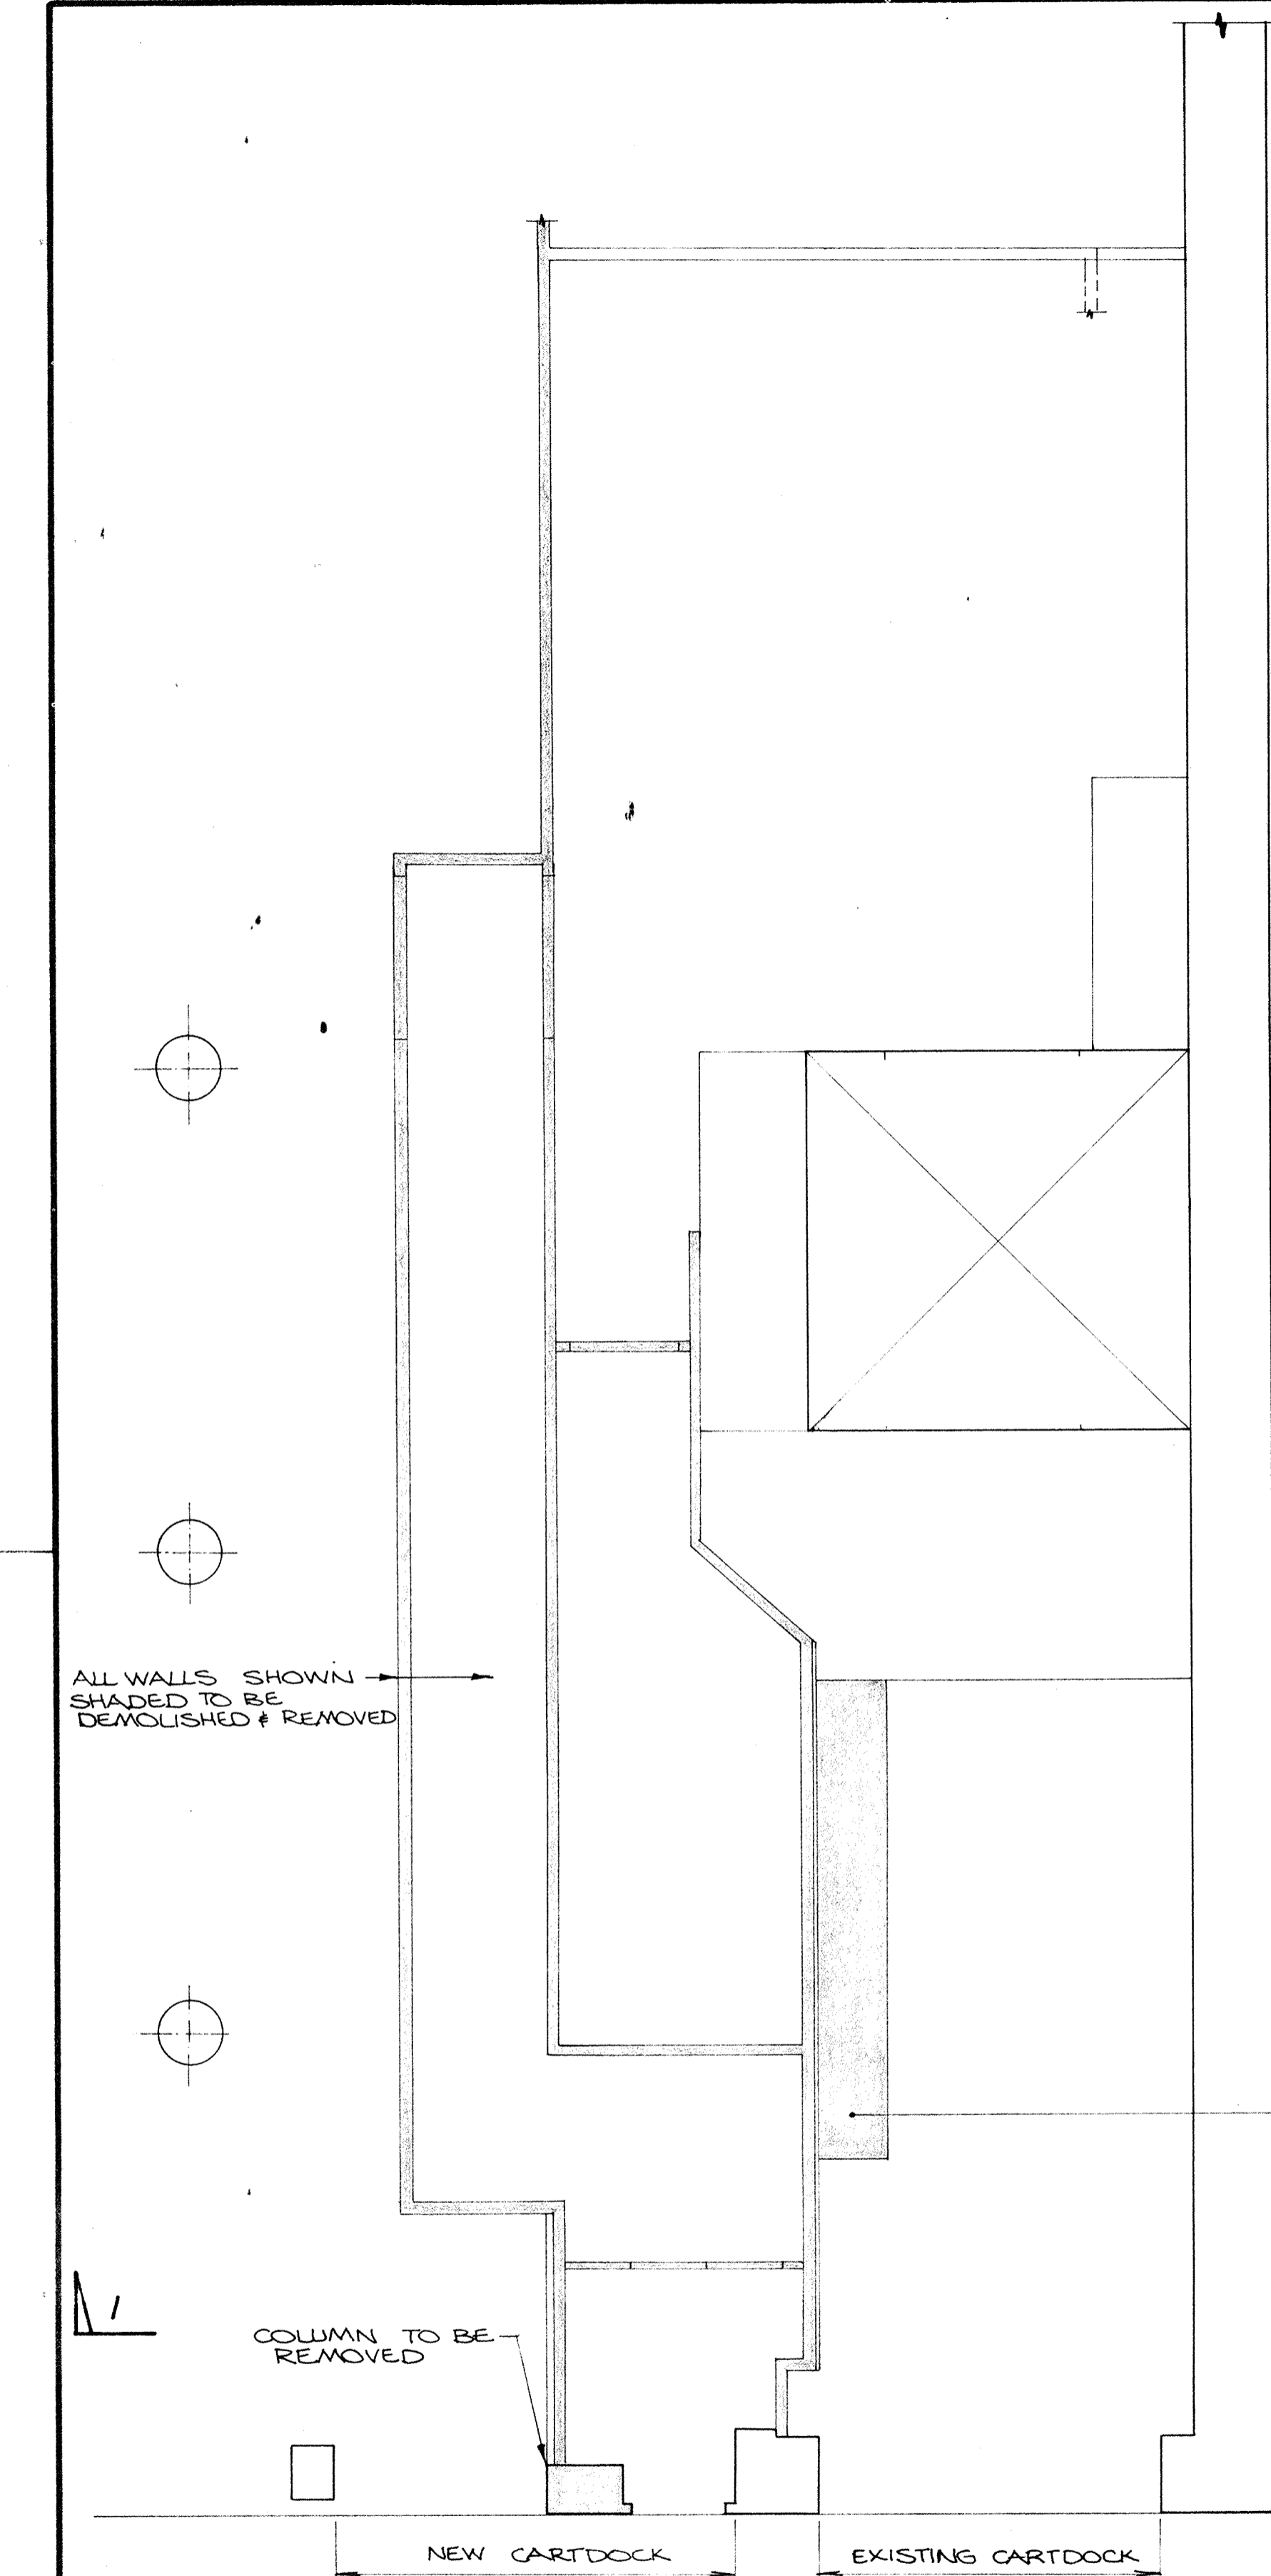 ALL WALLS SHOWN
SHADED TO BE
DEMOLISHED & REMOVED
1
COLUMN TO BE
REMOVED
NEW CARTDOCK
EXISTING CARTDOCK